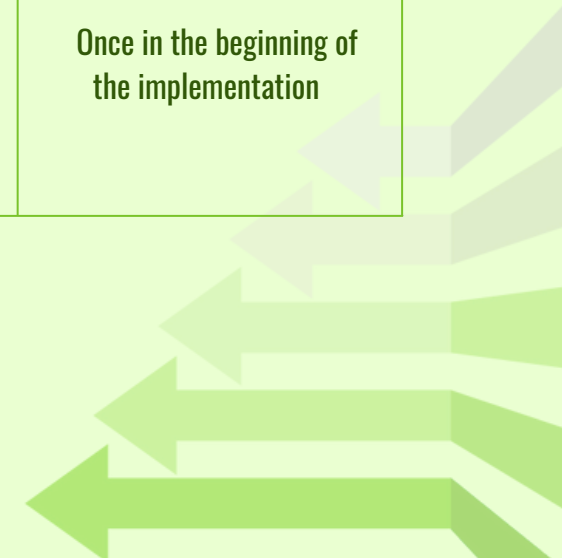 Once in the beginning of
the implementation